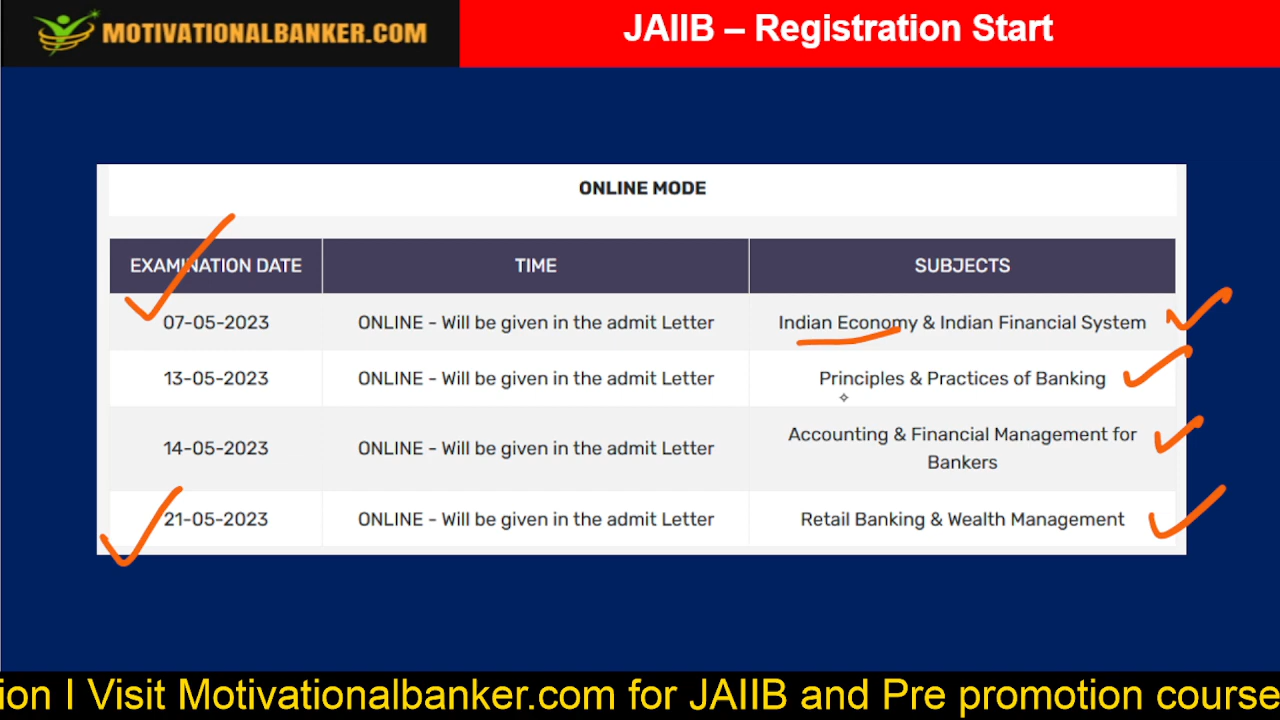 MOTIVATIONALBANKER.COM
JAIIB – Registration Start
ONLINE MODE
EXAMINATION DATE TIME SUBJECTS
07-05-2023 ONLINE - Will be given in the admit Letter Indian Economy & Indian Financial System
13-05-2023 ONLINE - Will be given in the admit Letter Principles & Practices of Banking
14-05-2023 ONLINE - Will be given in the admit Letter Accounting & Financial Management for
Bankers
21-05-2023 ONLINE - Will be given in the admit Letter Retail Banking & Wealth Management
ion I Visit Motivationalbanker.com for JAIIB and Pre promotion course